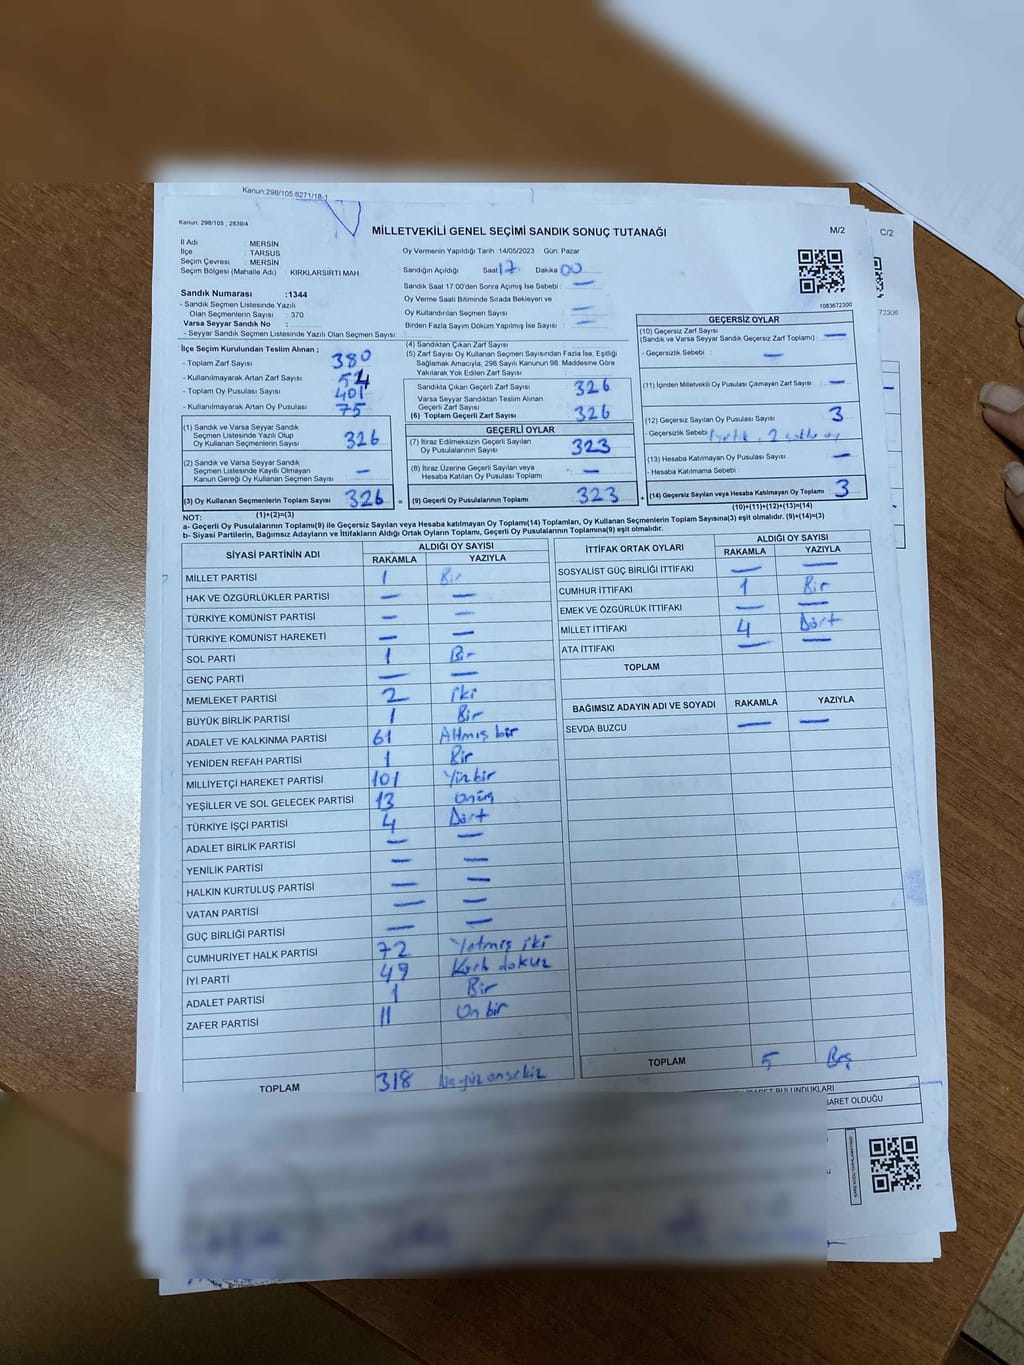 Kanun;298/105,6271/18-1
Kanun; 298/105 , 2839/4
MİLLETVEKİLİ GENEL SEÇİMİ SANDIK SONUÇ TUTANAĞI
M/2
C/2
İl Adı : MERSİN
İlçe : TARSUS
Seçim Çevresi : MERSİN
Seçim Bölgesi (Mahalle Adı) : KIRKLARSIRTI MAH.
Oy Vermenin Yapıldığı Tarih :14/05/2023 Gün: Pazar
Sandığın Açıldığı Saat 17 Dakika 00
Sandık Saat 17.00'den Sonra Açımış İse Sebebi : —
Oy Verme Saati Bitiminde Sırada Bekleyen ve
Oy Kullandırılan Seçmen Sayısı : —
Birden Fazla Sayım Döküm Yapılmış İse Sayısı : —
1083672300
72306
Sandık Numarası :1344
- Sandık Seçmen Listesinde Yazılı
Olan Seçmenlerin Sayısı : 370
Varsa Seyyar Sandık No :
- Seyyar Sandık Seçmen Listesinde Yazılı Olan Seçmen Sayısı:
İlçe Seçim Kurulundan Teslim Alınan ;
- Toplam Zarf Sayısı : 380
- Kullanılmayarak Artan Zarf Sayısı : 54
- Toplam Oy Pusulası Sayısı : 401
- Kullanılmayarak Artan Oy Pusulası : 75
(1) Sandık ve Varsa Seyyar Sandık
Seçmen Listesinde Yazılı Olup
Oy Kullanan Seçmenlerin Sayısı : 326
(2) Sandık ve Varsa Seyyar Sandık
Seçmen Listesinde Kayıtlı Olmayan
Kanun Gereği Oy Kullanan Seçmen Sayısı : —
(3) Oy Kullanan Seçmenlerin Toplam Sayısı : 326
(1)+(2)=(3)
(4) Sandıktan Çıkan Zarf Sayısı :
(5) Zarf Sayısı Oy Kullanan Seçmen Sayısından Fazla İse, Eşitliği
Sağlamak Amacıyla, 298 Sayılı Kanunun 98. Maddesine Göre
Yakılarak Yok Edilen Zarf Sayısı :
Sandıkta Çıkan Geçerli Zarf Sayısı : 326
Varsa Seyyar Sandıktan Teslim Alınan
Geçerli Zarf Sayısı :
(6) Toplam Geçerli Zarf Sayısı : 326
GEÇERLİ OYLAR
(7) İtiraz Edilmeksizin Geçerli Sayılan
Oy Pusulasının Sayısı : 323
(8) İtiraz Üzerine Geçerli Sayılan veya
Hesaba Katılan Oy Pusulası Toplamı : —
= (9) Geçerli Oy Pusulalarının Toplamı : 323
GEÇERSİZ OYLAR
(10) Geçersiz Zarf Sayısı —
(Sandık ve Varsa Seyyar Sandık Geçersiz Zarf Toplamı)
- Geçersizlik Sebebi : —
(11) İçinden Milletvekili Oy Pusulası Çıkmayan Zarf Sayısı : —
(12) Geçersiz Sayılan Oy Pusulası Sayısı : 3
- Geçersizlik Sebebi
(13) Hesaba Katılmayan Oy Pusulası Sayısı : —
- Hesaba Katılmama Sebebi :
+ (14) Geçersiz Sayılan veya Hesaba Katılmayan Oy Toplamı : 3
(10)+(11)+(12)+(13)=(14)
NOT:
a- Geçerli Oy Pusulalarının Toplamı(9) ile Geçersiz Sayılan veya Hesaba katılmayan Oy Toplam(14) Toplamları, Oy Kullanan Seçmenlerin Toplam Sayısına(3) eşit olmalıdır. (9)+(14)=(3)
b- Siyasi Partilerin, Bağımsız Adayların ve İttifakların Aldığı Ortak Oyların Toplamı, Geçerli Oy Pusulalarının Toplamına(9) eşit olmalıdır.
SİYASİ PARTİNİN ADI
ALDIĞI OY SAYISI
RAKAMLA YAZIYLA
MİLLET PARTİSİ 1 Bir
HAK VE ÖZGÜRLÜKLER PARTİSİ — —
TÜRKİYE KOMÜNİST PARTİSİ — —
TÜRKİYE KOMÜNİST HAREKETİ — —
SOL PARTİ 1 Bir
GENÇ PARTİ — —
MEMLEKET PARTİSİ 2 iki
BÜYÜK BİRLİK PARTİSİ 1 Bir
ADALET VE KALKINMA PARTİSİ 61 Altmış bir
YENİDEN REFAH PARTİSİ 1 Bir
MİLLİYETÇİ HAREKET PARTİSİ 101 Yüzbir
YEŞİLLER VE SOL GELECEK PARTİSİ 13 onüç
TÜRKİYE İŞÇİ PARTİSİ 4 Dört
ADALET BİRLİK PARTİSİ — —
YENİLİK PARTİSİ — —
HALKIN KURTULUŞ PARTİSİ — —
VATAN PARTİSİ — —
GÜÇ BİRLİĞİ PARTİSİ — —
CUMHURİYET HALK PARTİSİ 72 Yetmiş iki
İYİ PARTİ 49 Kırk dokuz
ADALET PARTİSİ 1 Bir
ZAFER PARTİSİ 11 On bir
TOPLAM 318 üçyüz onsekiz
İTTİFAK ORTAK OYLARI
ALDIĞI OY SAYISI
RAKAMLA YAZIYLA
SOSYALİST GÜÇ BİRLİĞİ İTTİFAKI — —
CUMHUR İTTİFAKI 1 Bir
EMEK VE ÖZGÜRLÜK İTTİFAKI — —
MİLLET İTTİFAKI 4 Dört
ATA İTTİFAKI — —
TOPLAM
BAĞIMSIZ ADAYIN ADI VE SOYADI RAKAMLA YAZIYLA
SEVDA BUZCU — —
TOPLAM 5 Beş
BULUNDUKLARI
BARET OLDUĞU